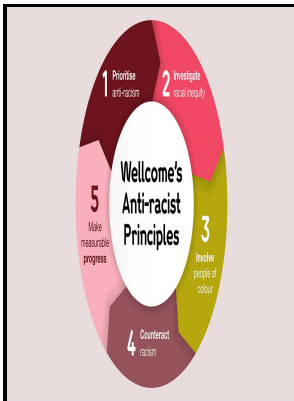 Wellcome's
Anti-racist
Principles
1 Prioritise
anti-racism
2 Investigate
racial inequity
3
Involve
people of
colour
4 Counteract
racism
5
Make
measurable
progress